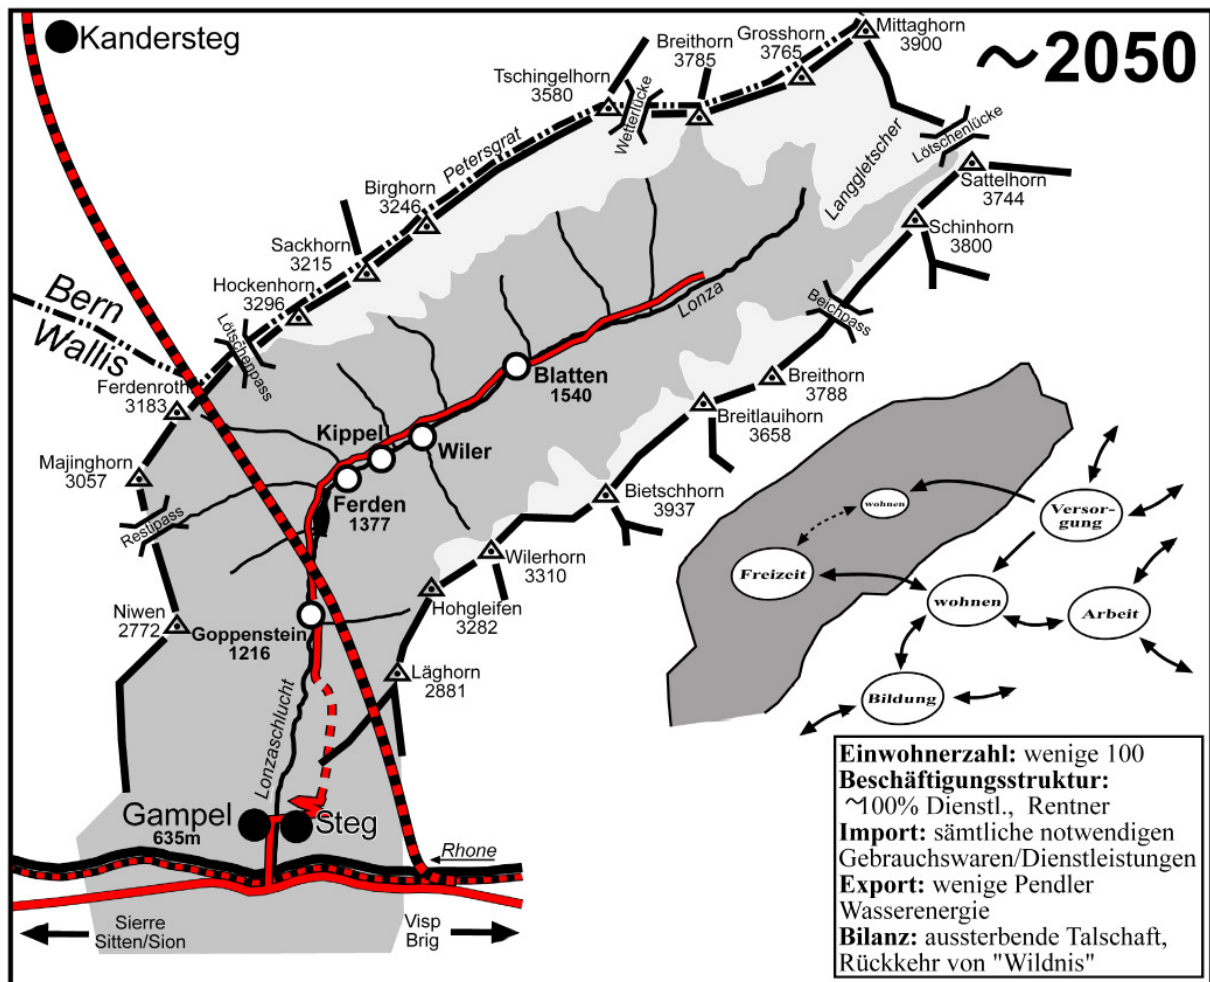 Kandersteg
~2050
Mittaghorn
3900
Grosshorn
3765
Breithorn
3785
Tschingelhorn
3580
Wetterlücke
Petersgrat
Langgletscher
Lötschenlücke
Sattelhorn
3744
Schinhorn
3800
Birghorn
3246
Sackhorn
3215
Hockenhorn
3296
Bern
Wallis
Lötschenpass
Lonza
Beichpass
Ferdenroth
3183
Blatten
1540
Breithorn
3788
Breitlauihorn
3658
Kippel
Wiler
Majinghorn
3057
Ferden
1377
Bietschhorn
3937
Restipass
Wilerhorn
3310
Hohgleifen
3282
Niwen
2772
Goppenstein
1216
Läghorn
2881
Lonzaschlucht
Gampel
635m
Steg
Rhone
Sierre
Sitten/Sion
Visp
Brig
wohnen
Versor-
gung
Freizeit
wohnen
Arbeit
Bildung
Einwohnerzahl: wenige 100
Beschäftigungsstruktur:
~100% Dienstl., Rentner
Import: sämtliche notwendigen
Gebrauchswaren/Dienstleistungen
Export: wenige Pendler
Wasserenergie
Bilanz: aussterbende Talschaft,
Rückkehr von "Wildnis"